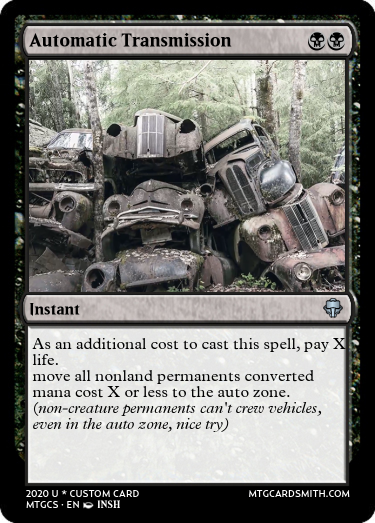 Automatic Transmission
Instant
As an additional cost to cast this spell, pay X
life.
move all nonland permanents converted
mana cost X or less to the auto zone.
(non-creature permanents can't crew vehicles,
even in the auto zone, nice try)
2020 U * CUSTOM CARD
MTGCS • EN INSH
MTGCARDSMITH.COM